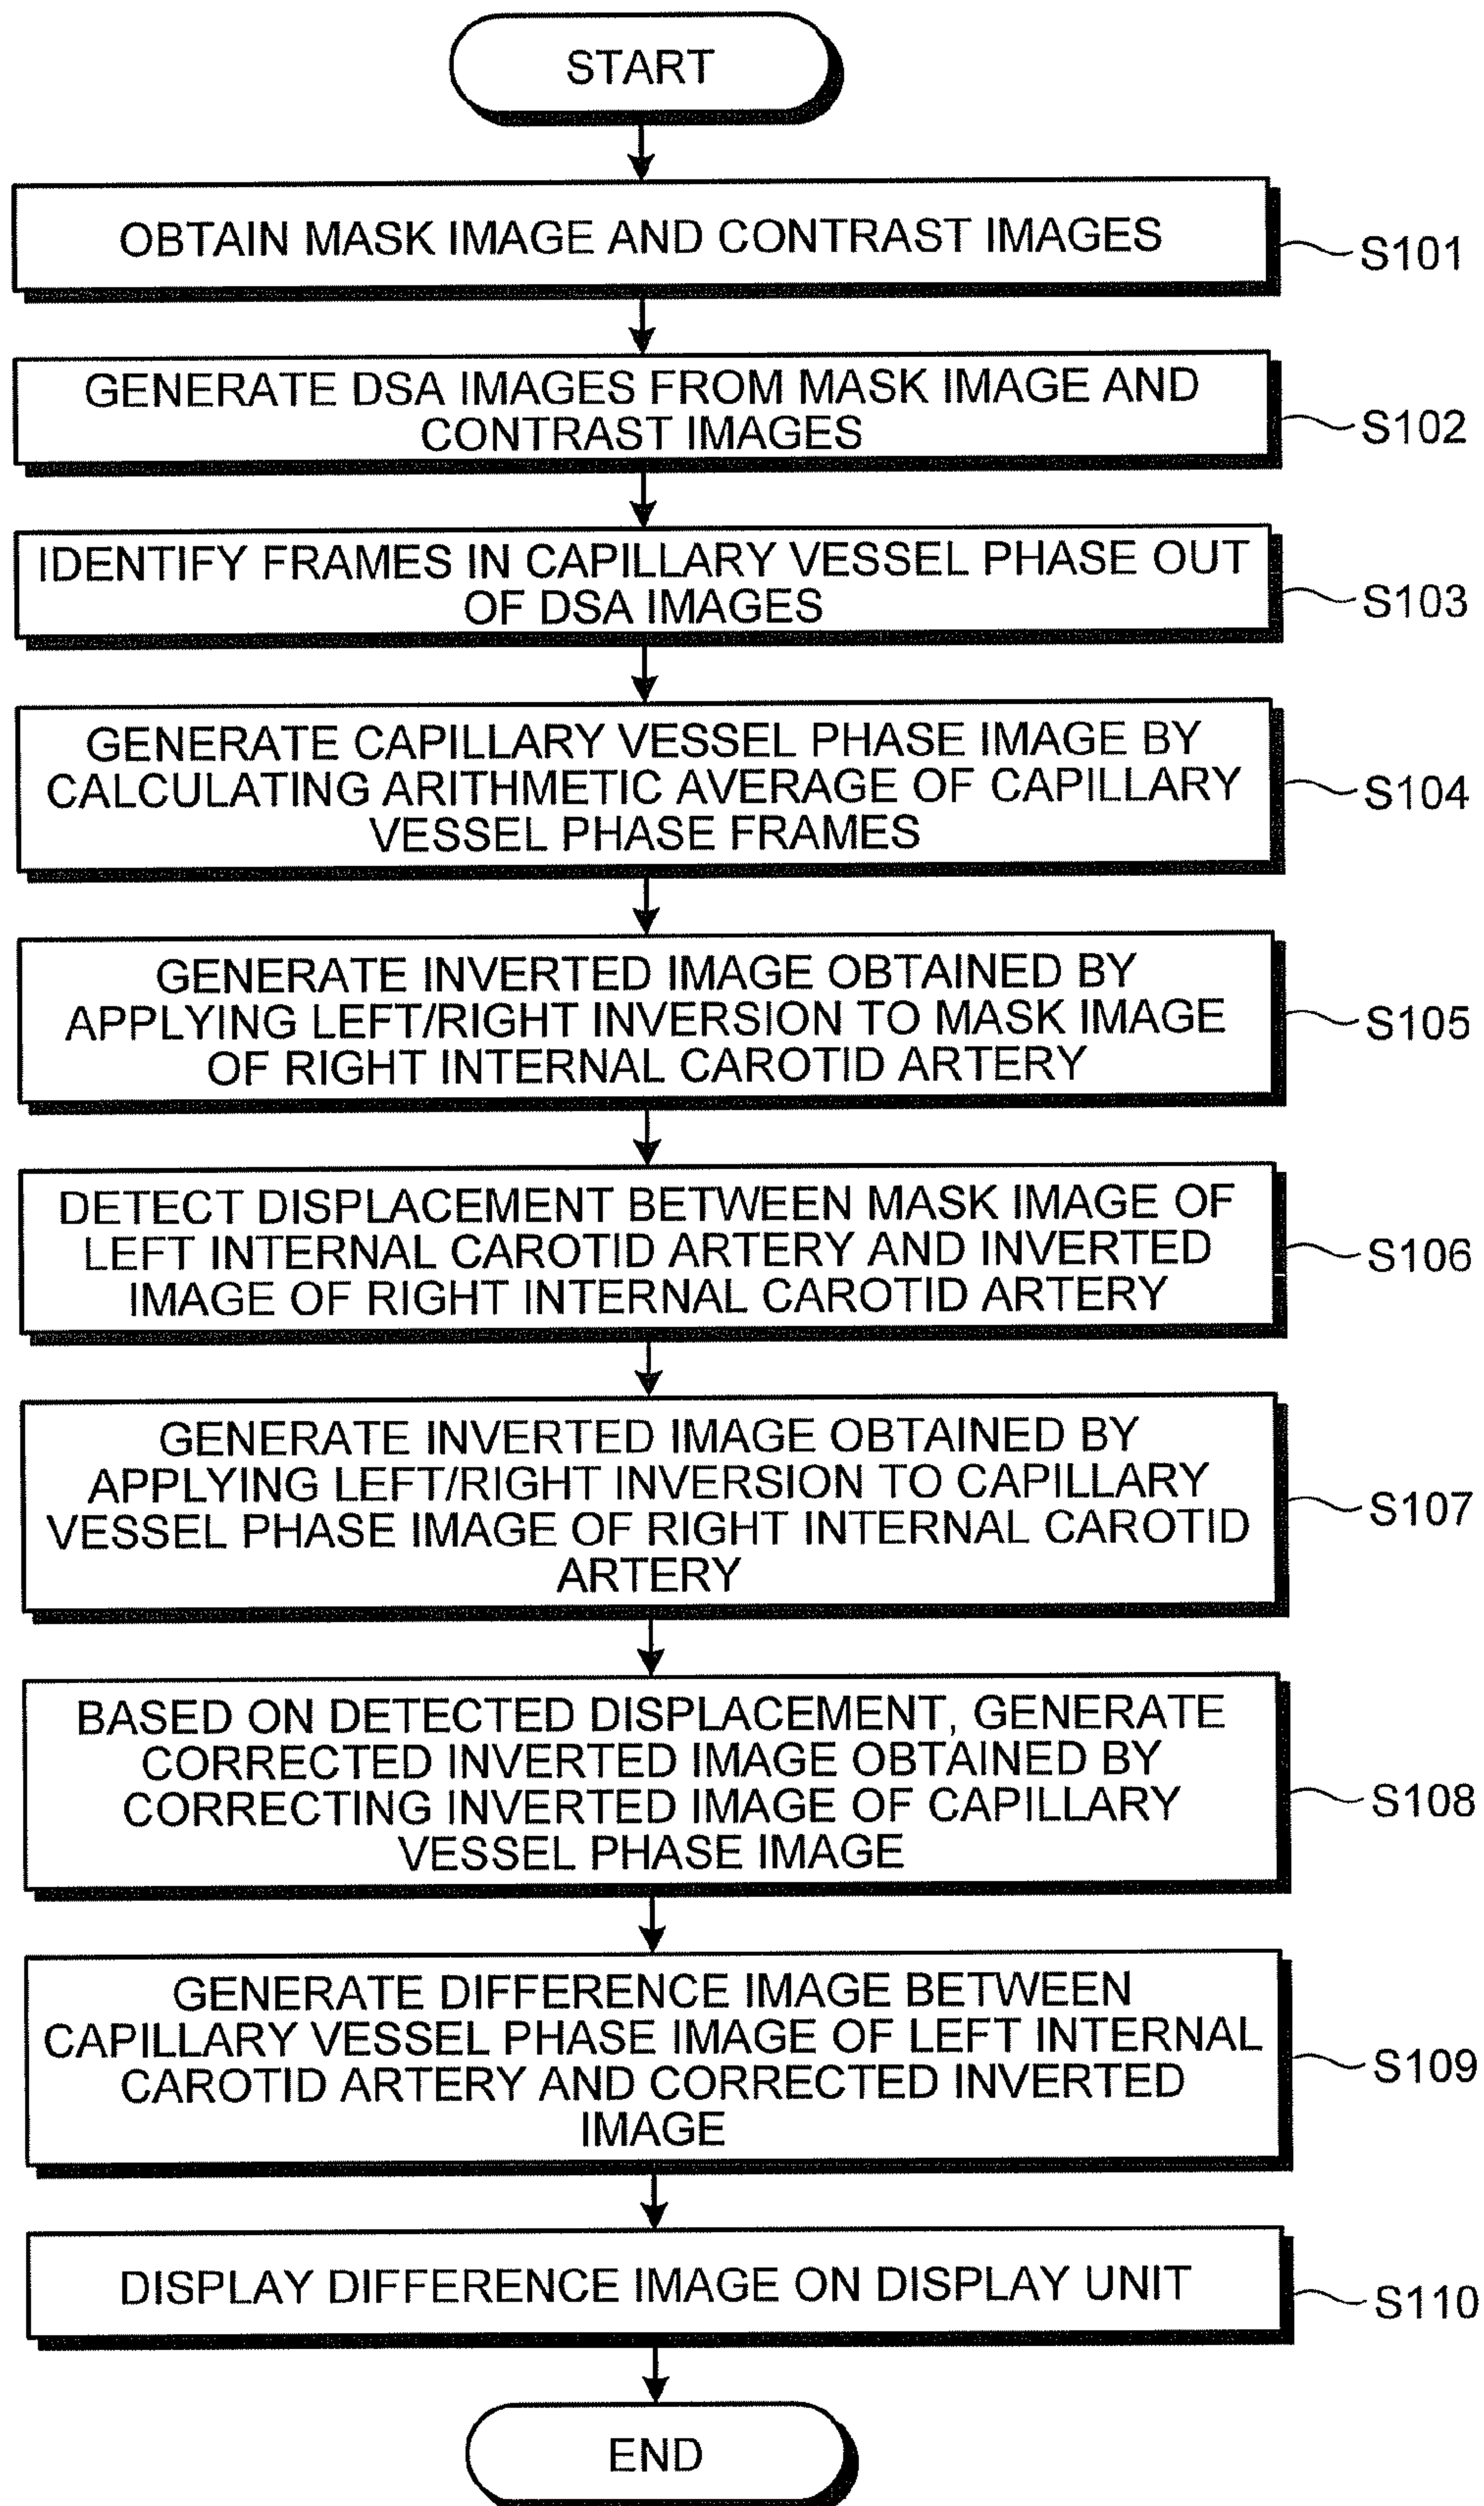 START
OBTAIN MASK IMAGE AND CONTRAST IMAGES
S101
GENERATE DSA IMAGES FROM MASK IMAGE AND
CONTRAST IMAGES
S102
IDENTIFY FRAMES IN CAPILLARY VESSEL PHASE OUT
OF DSA IMAGES
S103
GENERATE CAPILLARY VESSEL PHASE IMAGE BY
CALCULATING ARITHMETIC AVERAGE OF CAPILLARY
VESSEL PHASE FRAMES
S104
GENERATE INVERTED IMAGE OBTAINED BY
APPLYING LEFT/RIGHT INVERSION TO MASK IMAGE
OF RIGHT INTERNAL CAROTID ARTERY
S105
DETECT DISPLACEMENT BETWEEN MASK IMAGE OF
LEFT INTERNAL CAROTID ARTERY AND INVERTED
IMAGE OF RIGHT INTERNAL CAROTID ARTERY
S106
GENERATE INVERTED IMAGE OBTAINED BY
APPLYING LEFT/RIGHT INVERSION TO CAPILLARY
VESSEL PHASE IMAGE OF RIGHT INTERNAL CAROTID
ARTERY
S107
BASED ON DETECTED DISPLACEMENT, GENERATE
CORRECTED INVERTED IMAGE OBTAINED BY
CORRECTING INVERTED IMAGE OF CAPILLARY
VESSEL PHASE IMAGE
S108
GENERATE DIFFERENCE IMAGE BETWEEN
CAPILLARY VESSEL PHASE IMAGE OF LEFT INTERNAL
CAROTID ARTERY AND CORRECTED INVERTED
IMAGE
S109
DISPLAY DIFFERENCE IMAGE ON DISPLAY UNIT
S110
END